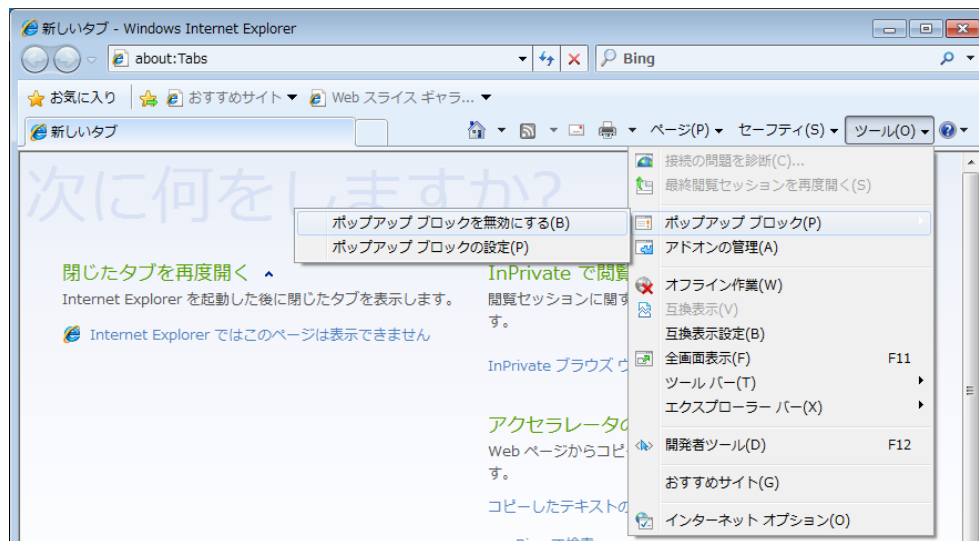 新しいタブ - Windows Internet Explorer
about:Tabs
Bing
お気に入り
おすすめサイト
Web スライス ギャラ...
新しいタブ
ページ(P)
セーフティ(S)
ツール(O)
次に何をしますか?
接続の問題を診断(C)...
最終閲覧セッションを再度開く(S)
ポップアップ ブロック(P)
ポップアップ ブロックを無効にする(B)
ポップアップ ブロックの設定(P)
アドオンの管理(A)
オフライン作業(W)
互換表示(V)
互換表示設定(B)
全画面表示(F) F11
ツール バー(T)
エクスプローラー バー(X)
開発者ツール(D) F12
おすすめサイト(G)
インターネット オプション(O)
閉じたタブを再度開く
Internet Explorer を起動した後に閉じたタブを表示します。
Internet Explorer ではこのページは表示できません
InPrivate で閲覧
閲覧セッションに関す
す。
InPrivate ブラウズ ウ
アクセラレータの
Web ページからコピー
す。
コピーしたテキストの